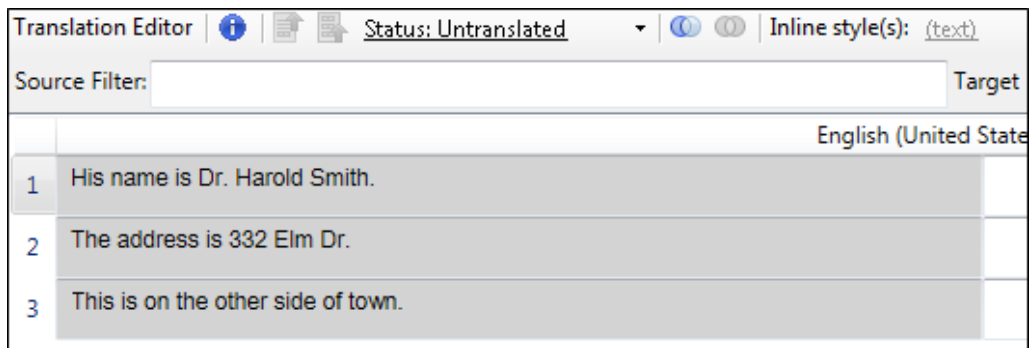 Translation Editor Status: Untranslated Inline style(s): (text)
Source Filter: Target
English (United State
1 His name is Dr. Harold Smith.
2 The address is 332 Elm Dr.
3 This is on the other side of town.